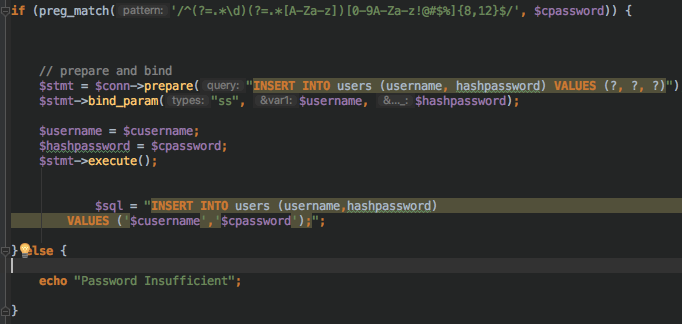 if (preg_match( pattern: '/^(?=.*\d)(?=.*[A-Za-z])[0-9A-Za-z!@#$%]{8,12}$/', $cpassword)) {
// prepare and bind
$stmt = $conn->prepare( query: "INSERT INTO users (username, hashpassword) VALUES (?, ?, ?)")
$stmt->bind_param( types: "ss", &var1: $username, &..._: $hashpassword);
$username = $cusername;
$hashpassword = $cpassword;
$stmt->execute();
$sql = "INSERT INTO users (username,hashpassword)
VALUES ('$cusername','$cpassword');";
} else {
echo "Password Insufficient";
}